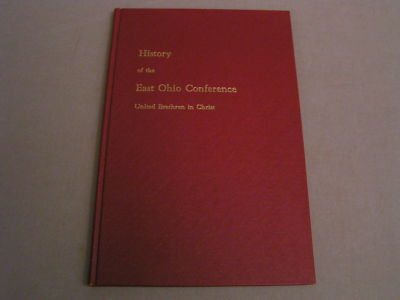 History
of the
East Ohio Conference
United Brethren in Christ